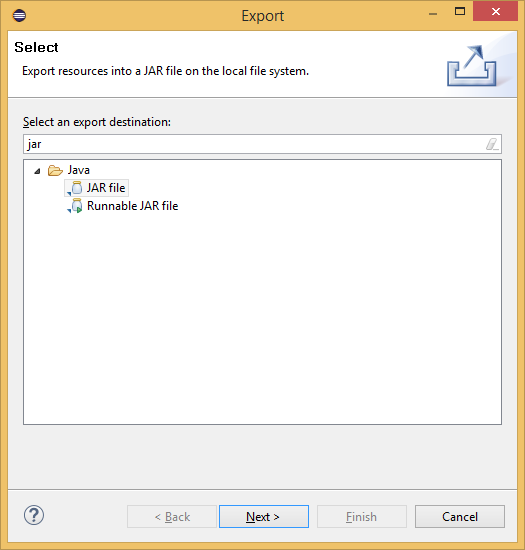 Export
Select
Export resources into a JAR file on the local file system.
Select an export destination:
jar
Java
JAR file
Runnable JAR file
< Back
Next >
Finish
Cancel